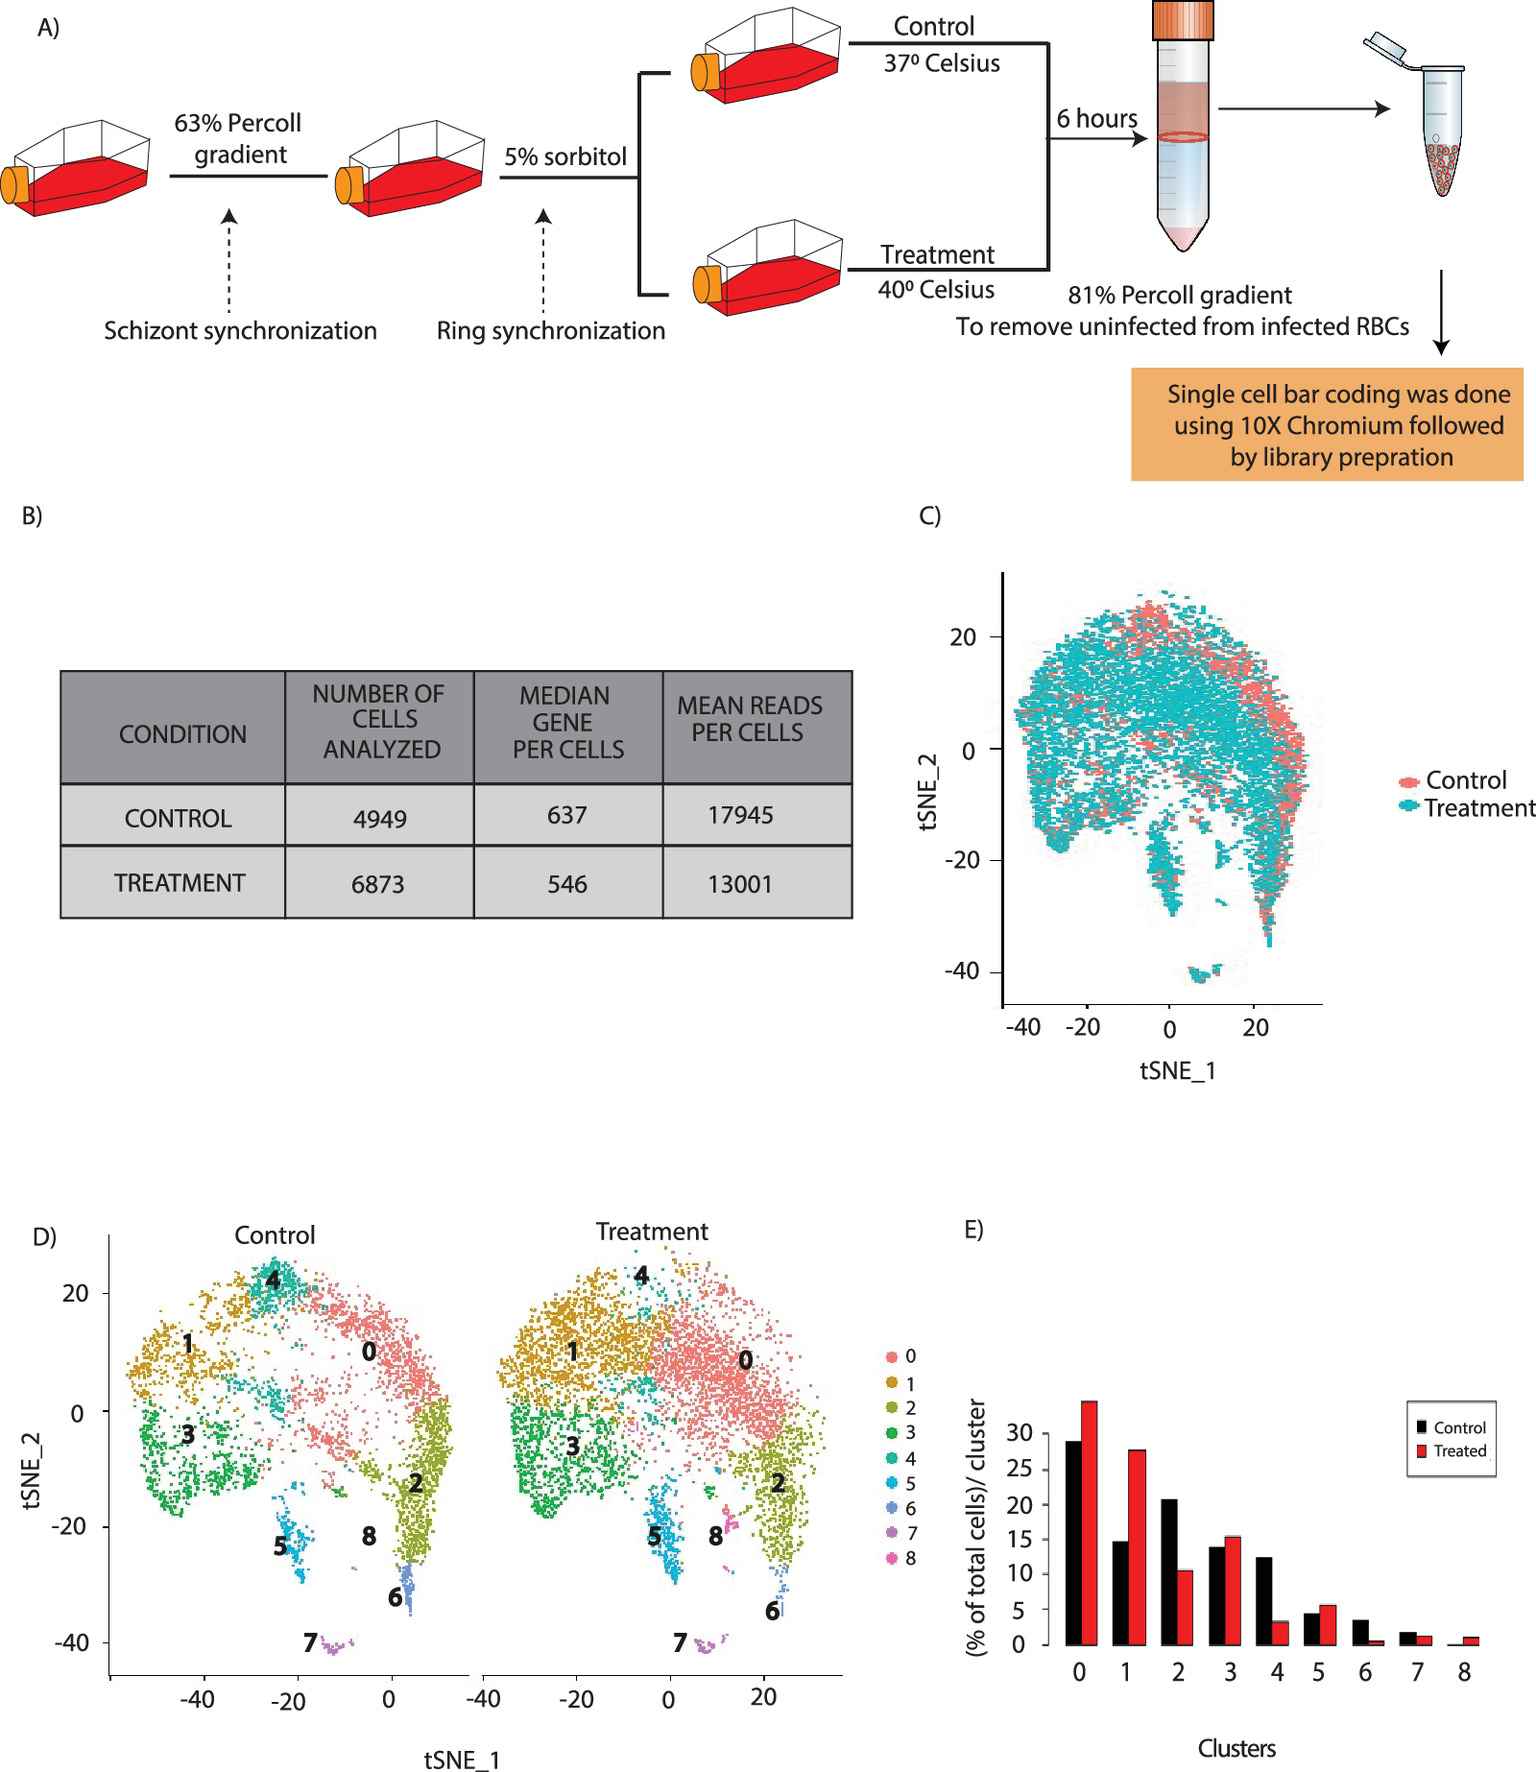 A)
63% Percoll
gradient
5% sorbitol
Schizont synchronization
Ring synchronization
Control
37⁰ Celsius
Treatment
40⁰ Celsius
6 hours
81% Percoll gradient
To remove uninfected from infected RBCs
Single cell bar coding was done
using 10X Chromium followed
by library prepration
B)
CONDITION
NUMBER OF
CELLS
ANALYZED
MEDIAN
GENE
PER CELLS
MEAN READS
PER CELLS
CONTROL
4949
637
17945
TREATMENT
6873
546
13001
C)
20
0
-20
-40
tSNE_2
-40 -20 0 20
tSNE_1
Control
Treatment
D)
Control
Treatment
20
0
-20
-40
tSNE_2
4
1
0
3
2
8
5
6
7
4
1
0
3
2
5
8
6
7
-40 -20 0
-40 -20 0 20
tSNE_1
0
1
2
3
4
5
6
7
8
E)
(% of total cells)/ cluster
30
25
20
15
10
5
0
Control
Treated
0 1 2 3 4 5 6 7 8
Clusters